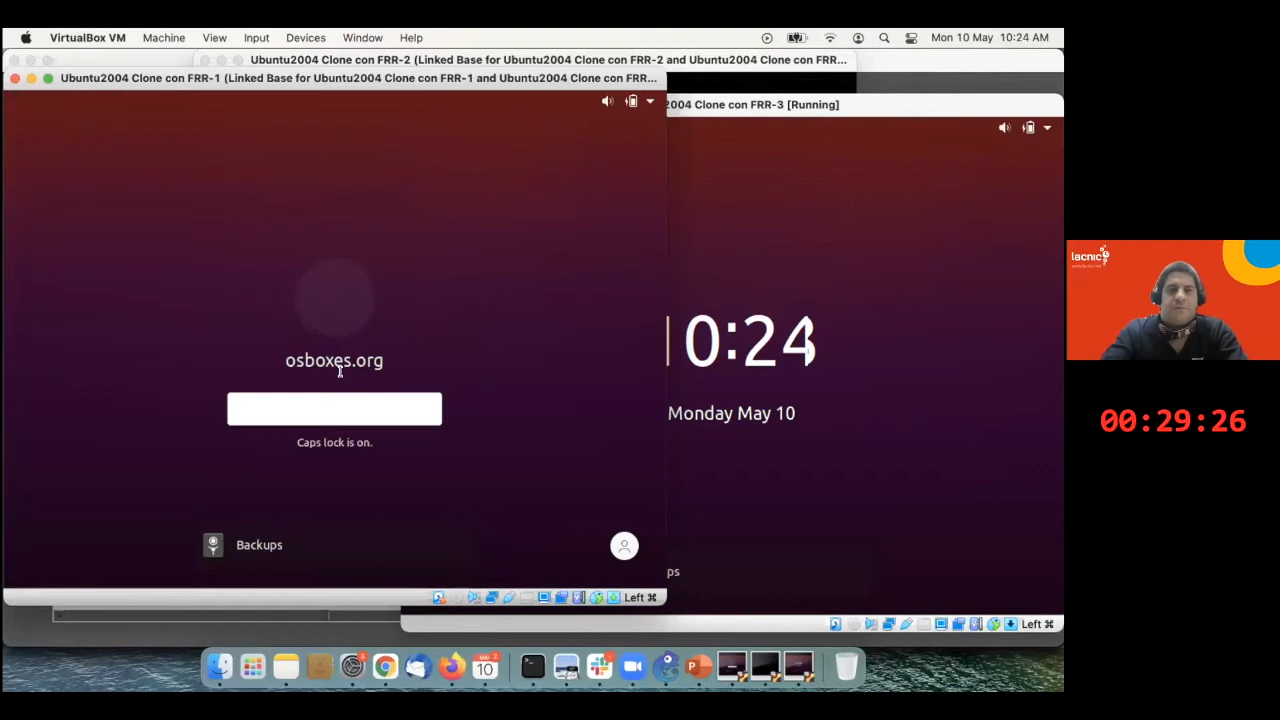 VirtualBox VM Machine View Input Devices Window Help Mon 10 May 10:24 AM
Ubuntu2004 Clone con FRR-2 (Linked Base for Ubuntu2004 Clone con FRR-2 and Ubuntu2004 Clone con FRR...
Ubuntu2004 Clone con FRR-1 (Linked Base for Ubuntu2004 Clone con FRR-1 and Ubuntu2004 Clone con FRR...
2004 Clone con FRR-3 [Running]
lacnic
0:24
osboxes.org
Monday May 10
00:29:26
Caps lock is on.
Backups
ps
Left ⌘
Left ⌘
10